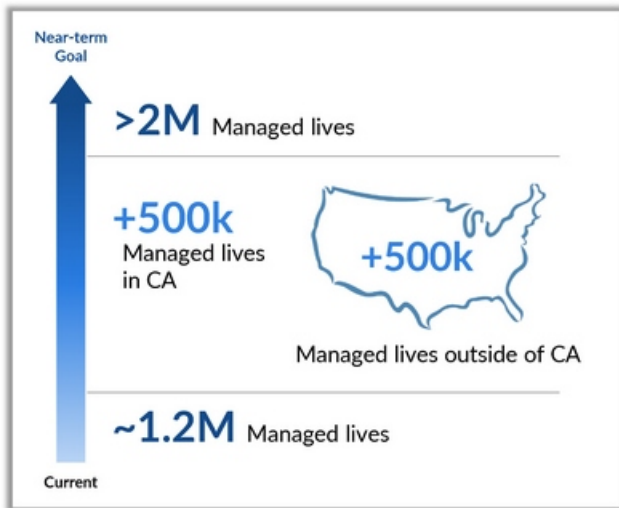 Near-term
Goal
>2M Managed lives
+500k
Managed lives
in CA
+500k
Managed lives outside of CA
~1.2M Managed lives
Current